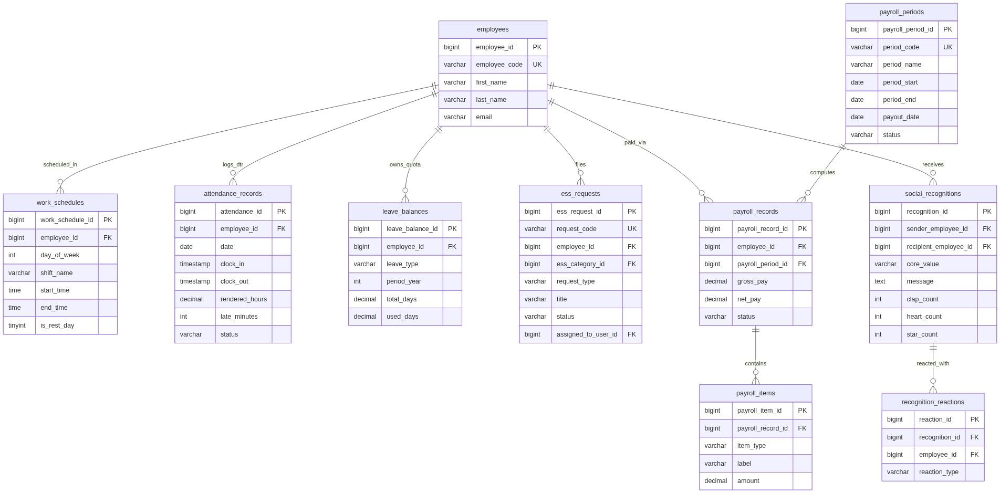 payroll_periods
bigint payroll_period_id PK
varchar period_code UK
varchar period_name
date period_start
date period_end
date payout_date
varchar status
employees
bigint employee_id PK
varchar employee_code UK
varchar first_name
varchar last_name
varchar email
scheduled_in
logs_dtr
owns_quota
files
paid_via
computes
receives
work_schedules
bigint work_schedule_id PK
bigint employee_id FK
int day_of_week
varchar shift_name
time start_time
time end_time
tinyint is_rest_day
attendance_records
bigint attendance_id PK
bigint employee_id FK
date date
timestamp clock_in
timestamp clock_out
decimal rendered_hours
int late_minutes
varchar status
leave_balances
bigint leave_balance_id PK
bigint employee_id FK
varchar leave_type
int period_year
decimal total_days
decimal used_days
ess_requests
bigint ess_request_id PK
varchar request_code UK
bigint employee_id FK
bigint ess_category_id FK
varchar request_type
varchar title
varchar status
bigint assigned_to_user_id FK
payroll_records
bigint payroll_record_id PK
bigint employee_id FK
bigint payroll_period_id FK
decimal gross_pay
decimal net_pay
varchar status
social_recognitions
bigint recognition_id PK
bigint sender_employee_id FK
bigint recipient_employee_id FK
varchar core_value
text message
int clap_count
int heart_count
int star_count
contains
reacted_with
payroll_items
bigint payroll_item_id PK
bigint payroll_record_id FK
varchar item_type
varchar label
decimal amount
recognition_reactions
bigint reaction_id PK
bigint recognition_id FK
bigint employee_id FK
varchar reaction_type